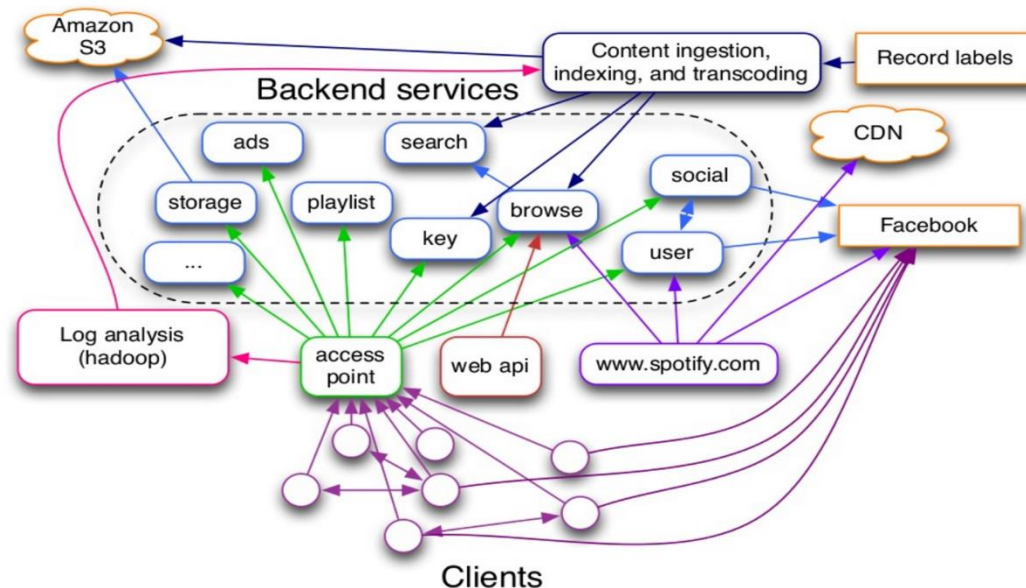 Amazon
S3
Content ingestion,
indexing, and transcoding
Record labels
Backend services
ads
search
CDN
storage
playlist
browse
social
key
Facebook
...
user
Log analysis
(hadoop)
access
point
web api
www.spotify.com
Clients